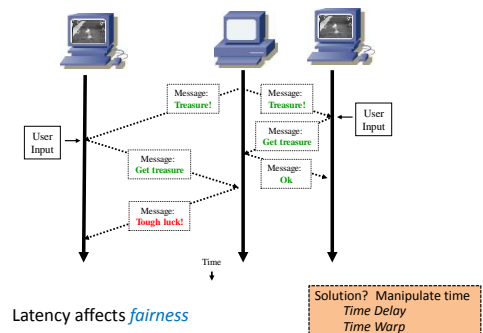 Message:
Treasure!
Message:
Treasure!
User
Input
User
Input
Message:
Get treasure
Message:
Get treasure
Message:
Ok
Message:
Tough luck!
Time
Latency affects fairness
Solution? Manipulate time
Time Delay
Time Warp